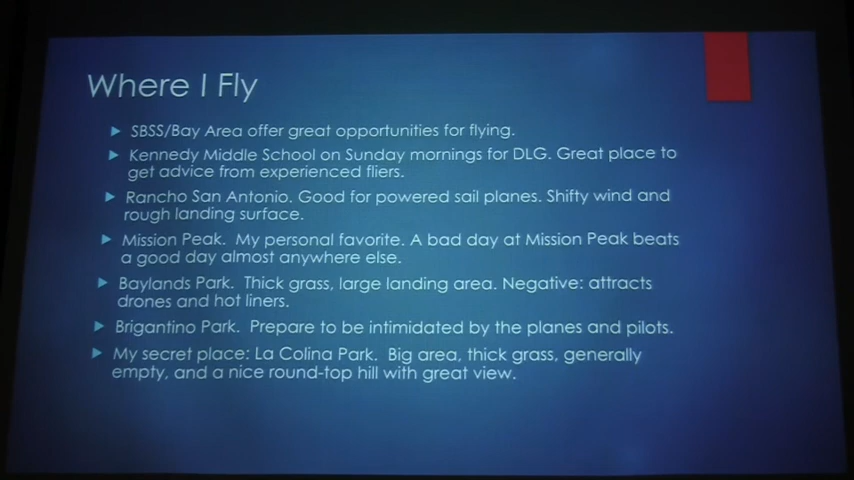 Where I Fly
SBSS/Bay Area offer great opportunities for flying.
Kennedy Middle School on Sunday mornings for DLG. Great place to
get advice from experienced fliers.
Rancho San Antonio. Good for powered sail planes. Shifty wind and
rough landing surface.
Mission Peak. My personal favorite. A bad day at Mission Peak beats
a good day almost anywhere else.
Baylands Park. Thick grass, large landing area. Negative: attracts
drones and hot liners.
Brigantino Park. Prepare to be intimidated by the planes and pilots.
My secret place: La Colina Park. Big area, thick grass, generally
empty, and a nice round-top hill with great view.